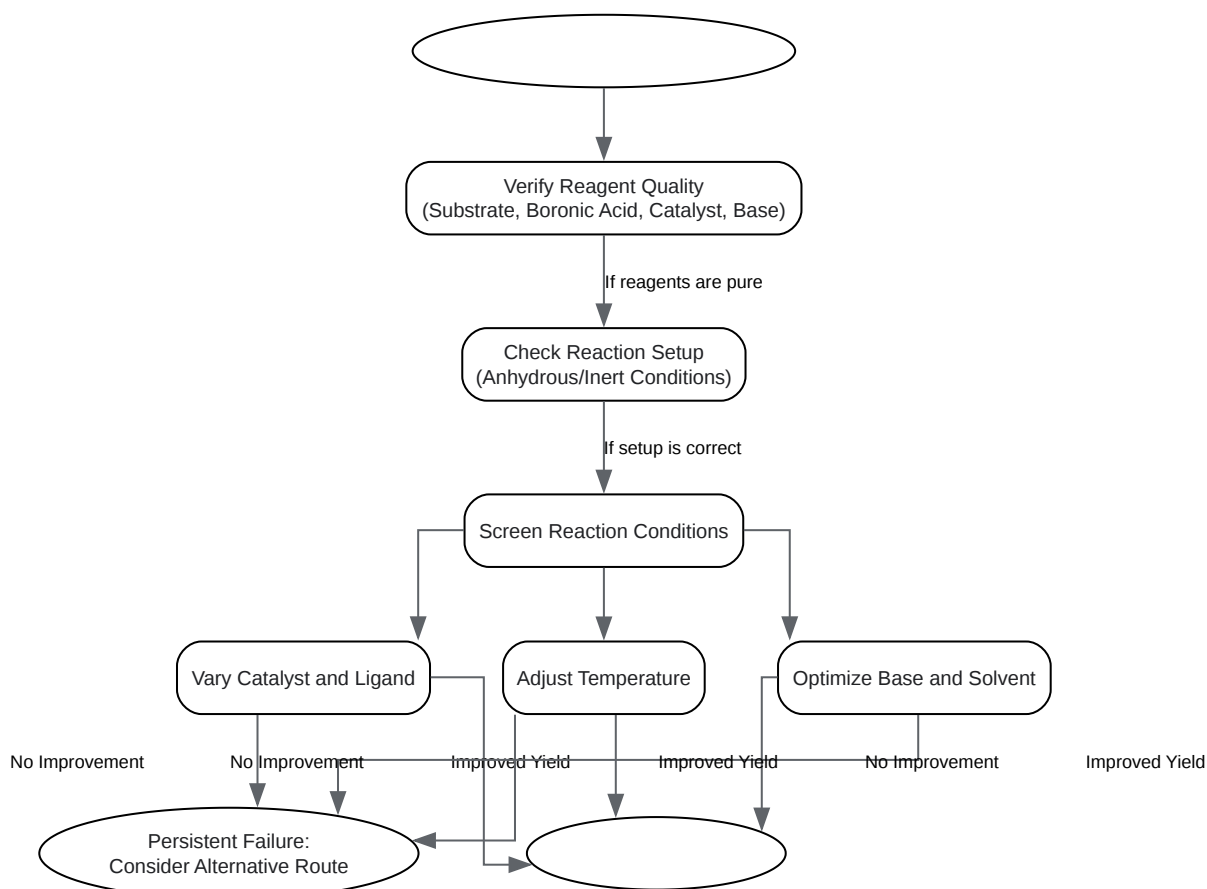 Verify Reagent Quality
(Substrate, Boronic Acid, Catalyst, Base)
If reagents are pure
Check Reaction Setup
(Anhydrous/Inert Conditions)
If setup is correct
Screen Reaction Conditions
Vary Catalyst and Ligand
Adjust Temperature
Optimize Base and Solvent
No Improvement
No Improvement
Improved Yield
Improved Yield
No Improvement
Improved Yield
Persistent Failure:
Consider Alternative Route